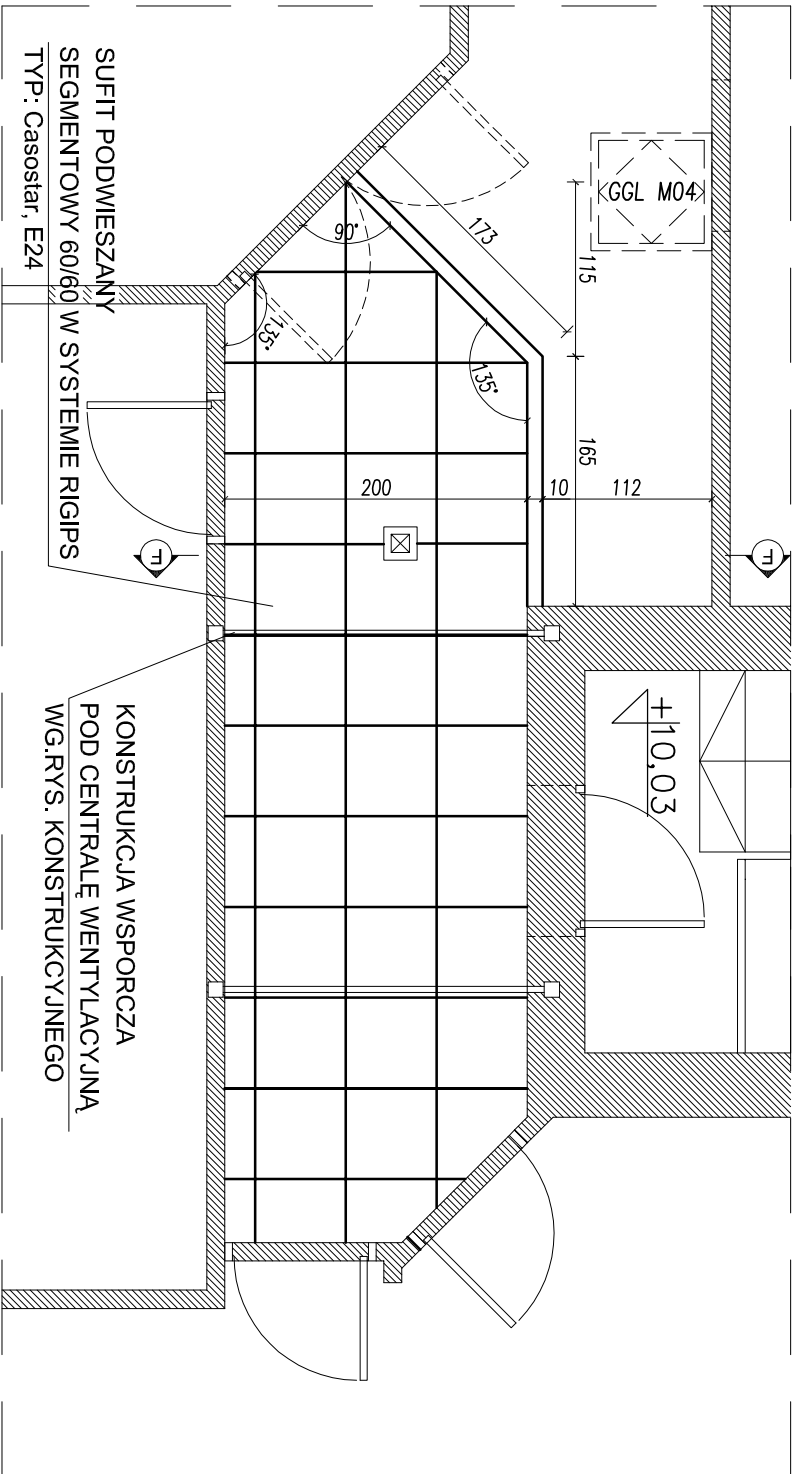 SUFIT PODWIESZANY
SEGMENTOWY 60/60 W SYSTEMIE RIGIPS
TYP: Casostar, E24
KONSTRUKCJA WSPORCZA
POD CENTRALĘ WENTYLACYJNĄ
WG.RYS. KONSTRUKCYJNEGO
GGL M04
173
115
165
90°
135°
135°
200
10
112
+10,03
F
F